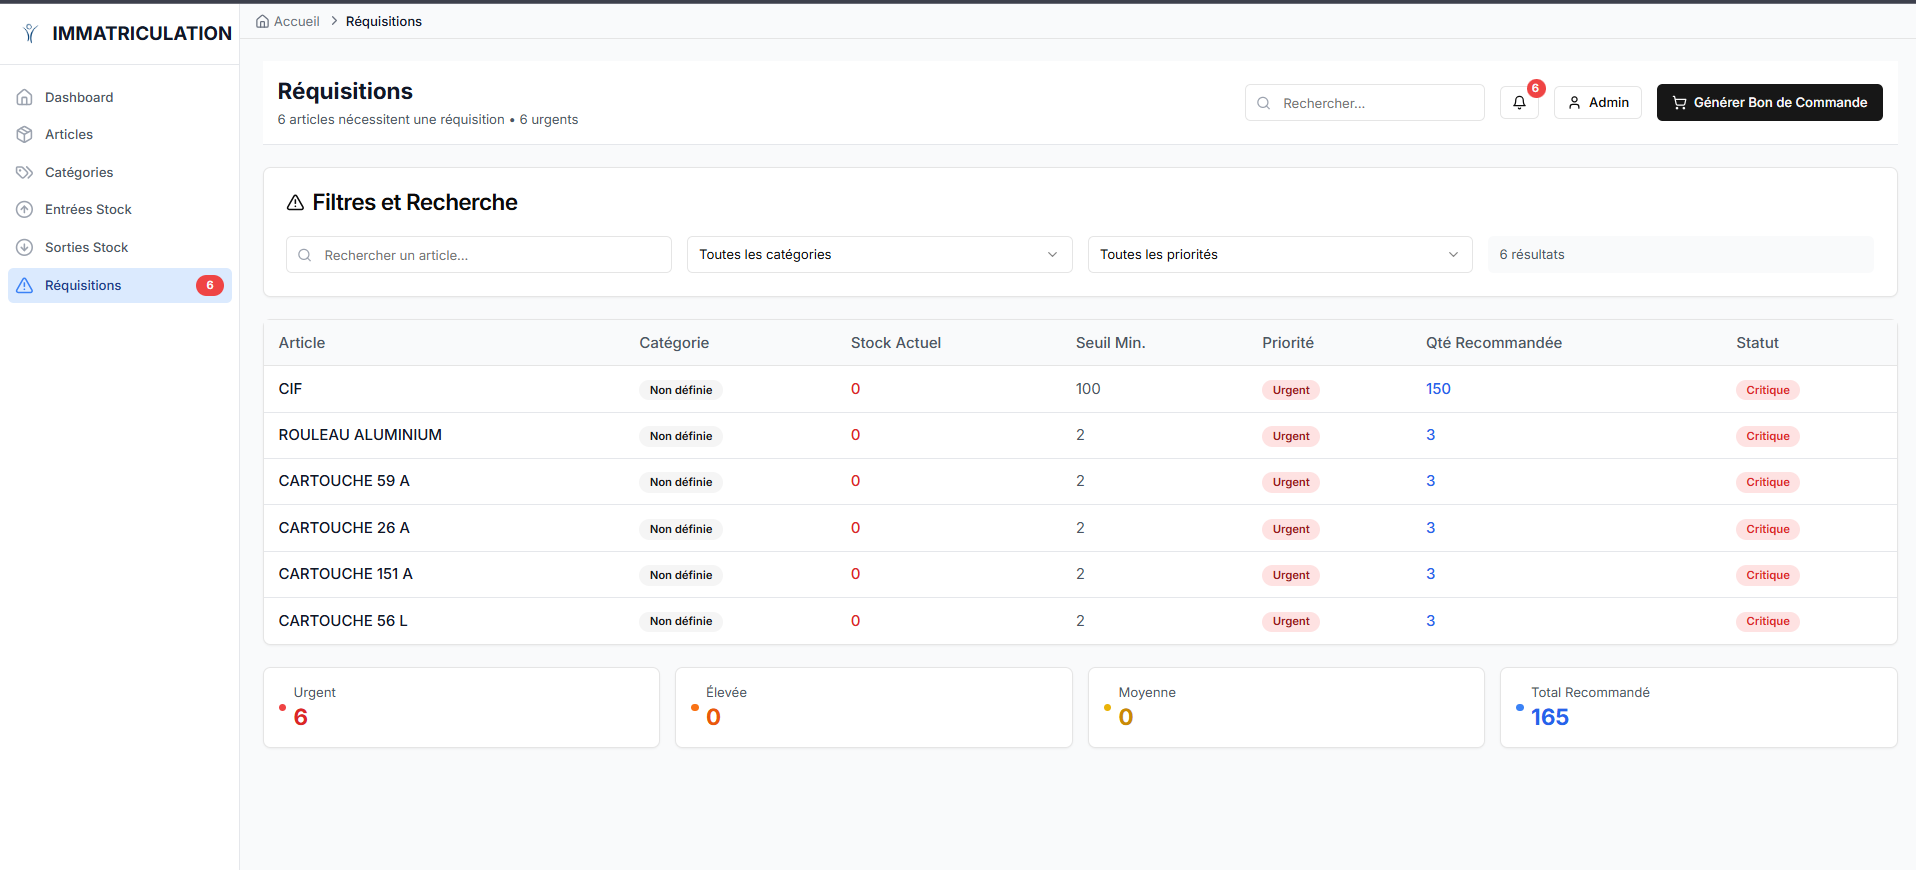 IMMATRICULATION
Accueil > Réquisitions
Dashboard
Articles
Catégories
Entrées Stock
Sorties Stock
Réquisitions 6
Réquisitions
6 articles nécessitent une réquisition • 6 urgents
Rechercher...
6
Admin
Générer Bon de Commande
Filtres et Recherche
Rechercher un article...
Toutes les catégories
Toutes les priorités
6 résultats
Article Catégorie Stock Actuel Seuil Min. Priorité Qté Recommandée Statut
CIF Non définie 0 100 Urgent 150 Critique
ROULEAU ALUMINIUM Non définie 0 2 Urgent 3 Critique
CARTOUCHE 59 A Non définie 0 2 Urgent 3 Critique
CARTOUCHE 26 A Non définie 0 2 Urgent 3 Critique
CARTOUCHE 151 A Non définie 0 2 Urgent 3 Critique
CARTOUCHE 56 L Non définie 0 2 Urgent 3 Critique
Urgent
6
Élevée
0
Moyenne
0
Total Recommandé
165